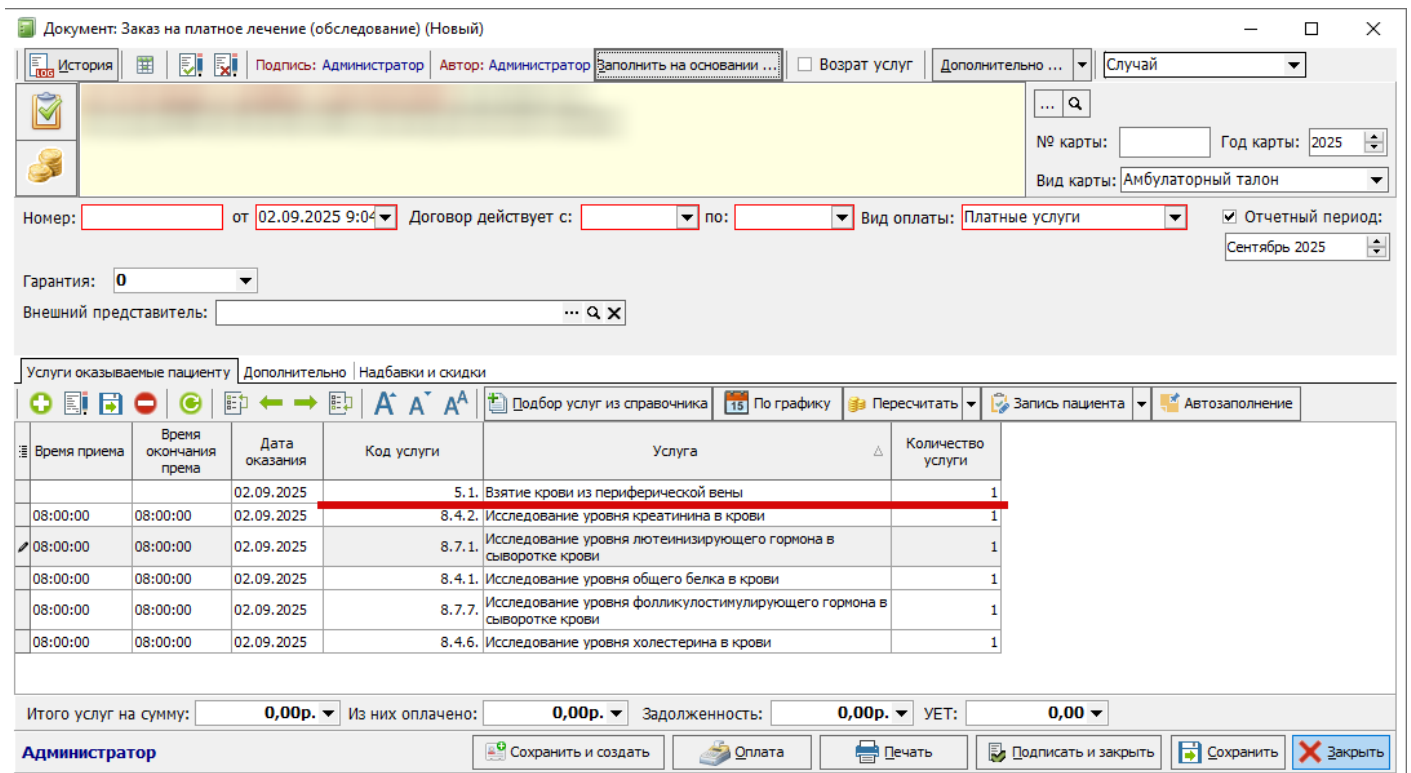 Документ: Заказ на платное лечение (обследование) (Новый)
LOG История Подпись: Администратор Автор: Администратор Заполнить на основании ... Возрат услуг Дополнительно ... Случай
...
№ карты: Год карты: 2025
Вид карты: Амбулаторный талон
Номер: от 02.09.2025 9:04 Договор действует с: по: Вид оплаты: Платные услуги Отчетный период:
Сентябрь 2025
Гарантия: 0
Внешний представитель: ...
Услуги оказываемые пациенту Дополнительно Надбавки и скидки
Подбор услуг из справочника 15 По графику Пересчитать Запись пациента Автозаполнение
Время приема Время окончания према Дата оказания Код услуги Услуга Количество услуги
02.09.2025 5.1. Взятие крови из периферической вены 1
08:00:00 08:00:00 02.09.2025 8.4.2. Исследование уровня креатинина в крови 1
08:00:00 08:00:00 02.09.2025 8.7.1. Исследование уровня лютеинизирующего гормона в сыворотке крови 1
08:00:00 08:00:00 02.09.2025 8.4.1. Исследование уровня общего белка в крови 1
08:00:00 08:00:00 02.09.2025 8.7.7. Исследование уровня фолликулостимулирующего гормона в сыворотке крови 1
08:00:00 08:00:00 02.09.2025 8.4.6. Исследование уровня холестерина в крови 1
Итого услуг на сумму: 0,00р. Из них оплачено: 0,00р. Задолженность: 0,00р. УЕТ: 0,00
Администратор Сохранить и создать Оплата Печать Подписать и закрыть Сохранить Закрыть